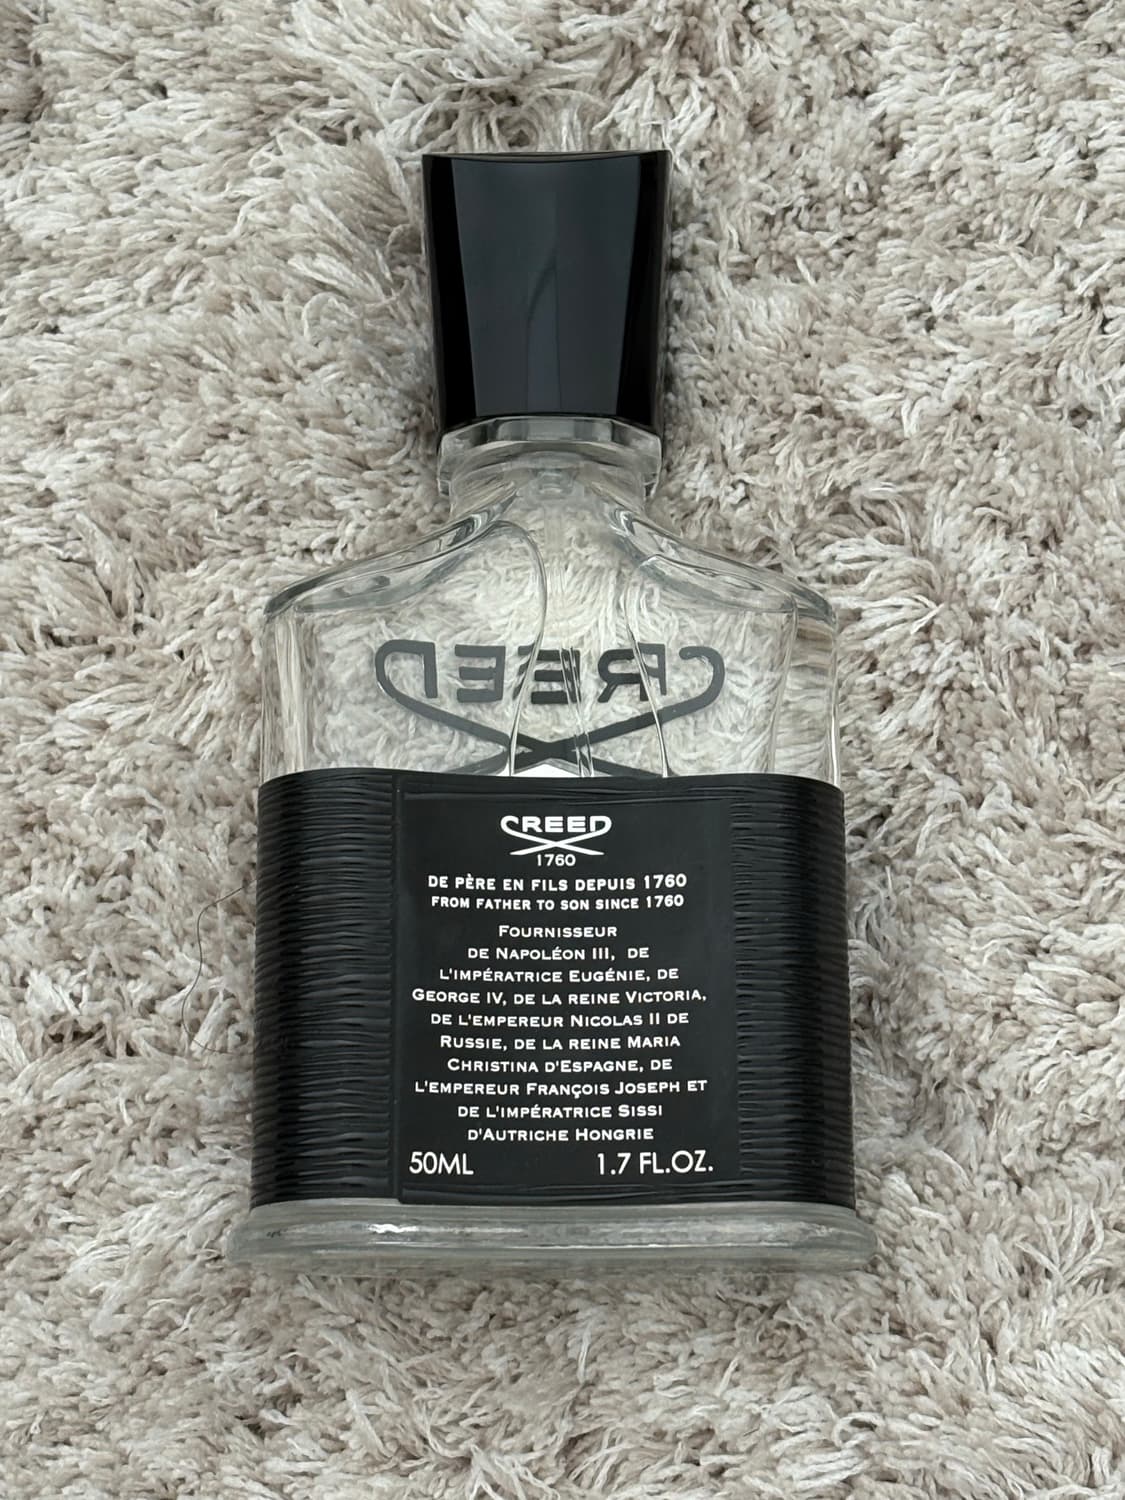 CREED
CREED
1760
DE PÈRE EN FILS DEPUIS 1760
FROM FATHER TO SON SINCE 1760
FOURNISSEUR
DE NAPOLÉON III, DE
L'IMPÉRATRICE EUGÉNIE, DE
GEORGE IV, DE LA REINE VICTORIA,
DE L'EMPEREUR NICOLAS II DE
RUSSIE, DE LA REINE MARIA
CHRISTINA D'ESPAGNE, DE
L'EMPEREUR FRANÇOIS JOSEPH ET
DE L'IMPÉRATRICE SISSI
D'AUTRICHE HONGRIE
50ML 1.7 FL.OZ.